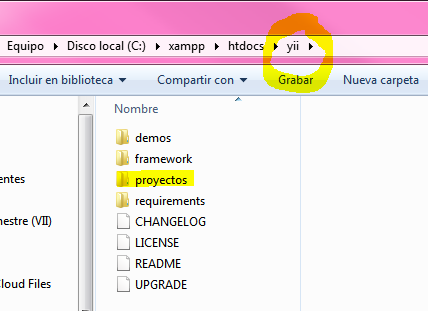 Equipo Disco local (C:) xampp htdocs yii
Incluir en biblioteca Compartir con Grabar Nueva carpeta
Nombre
demos
framework
entes proyectos
requirements
CHANGELOG
estre (VII) LICENSE
README
loud Files UPGRADE